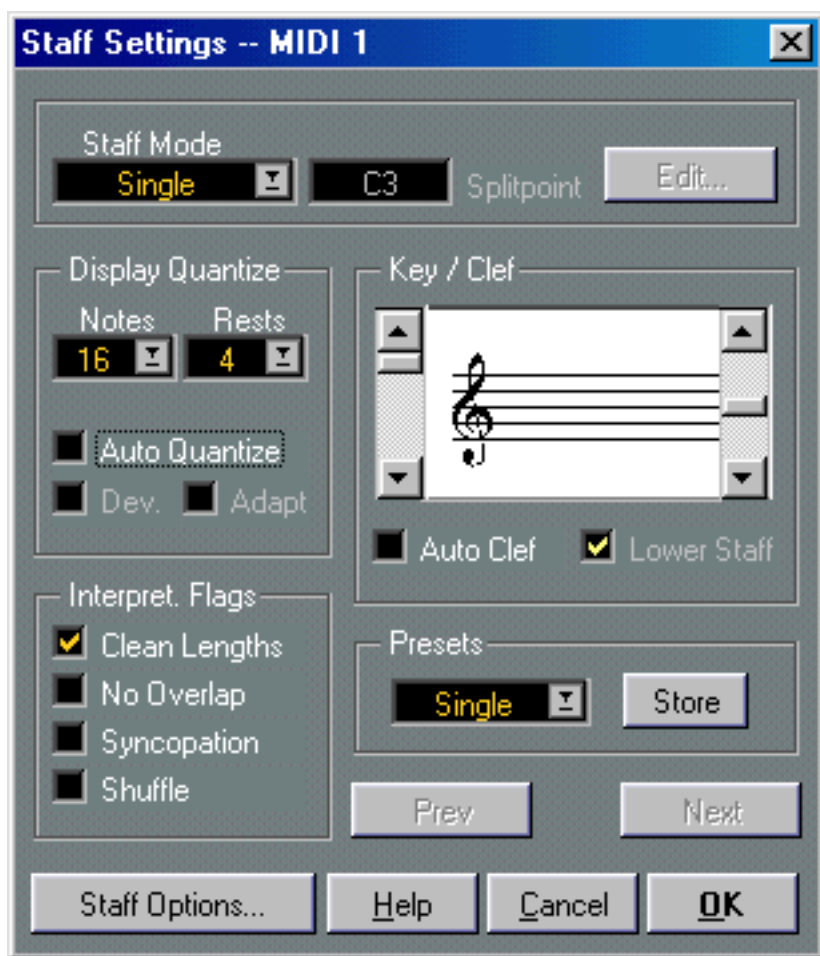 Staff Settings -- MIDI 1
Staff Mode
Single C3 Splitpoint Edit...
Display Quantize
Notes Rests
16 4
Auto Quantize
Dev. Adapt
Key / Clef
Auto Clef Lower Staff
Interpret. Flags
Clean Lengths
No Overlap
Syncopation
Shuffle
Presets
Single Store
Prev Next
Staff Options... Help Cancel OK